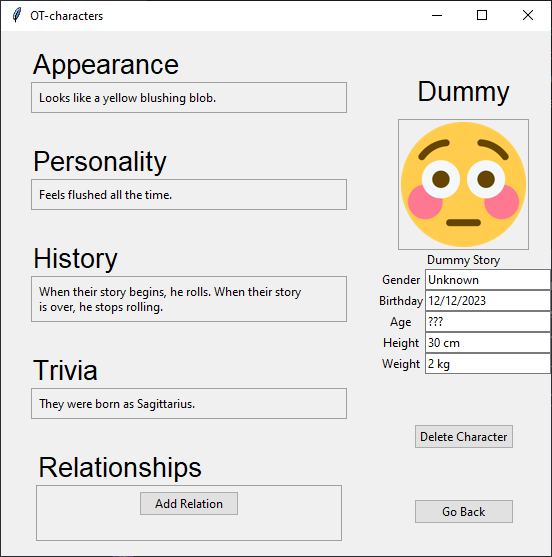 OT-characters
Appearance
Looks like a yellow blushing blob.
Personality
Feels flushed all the time.
History
When their story begins, he rolls. When their story
is over, he stops rolling.
Trivia
They were born as Sagittarius.
Relationships
Add Relation
Dummy
Dummy Story
Gender Unknown
Birthday 12/12/2023
Age ???
Height 30 cm
Weight 2 kg
Delete Character
Go Back